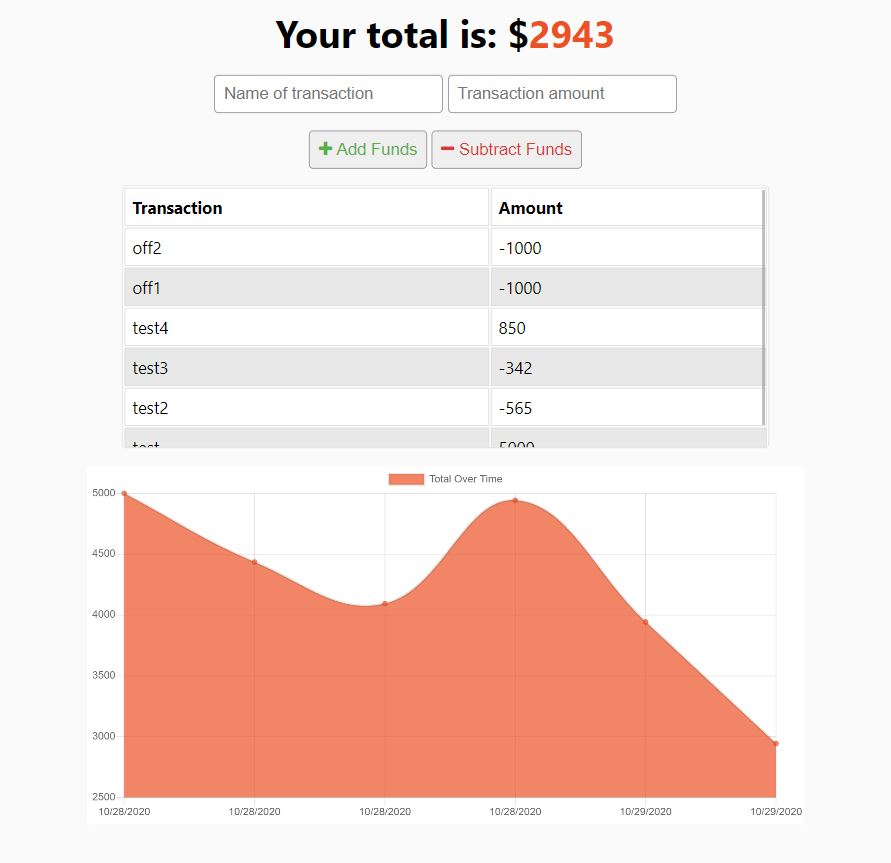 Your total is: $2943
Name of transaction Transaction amount
Add Funds Subtract Funds
Transaction Amount
off2 -1000
off1 -1000
test4 850
test3 -342
test2 -565
test 5000
Total Over Time
5000
4500
4000
3500
3000
2500
10/28/2020 10/28/2020 10/28/2020 10/28/2020 10/29/2020 10/29/2020